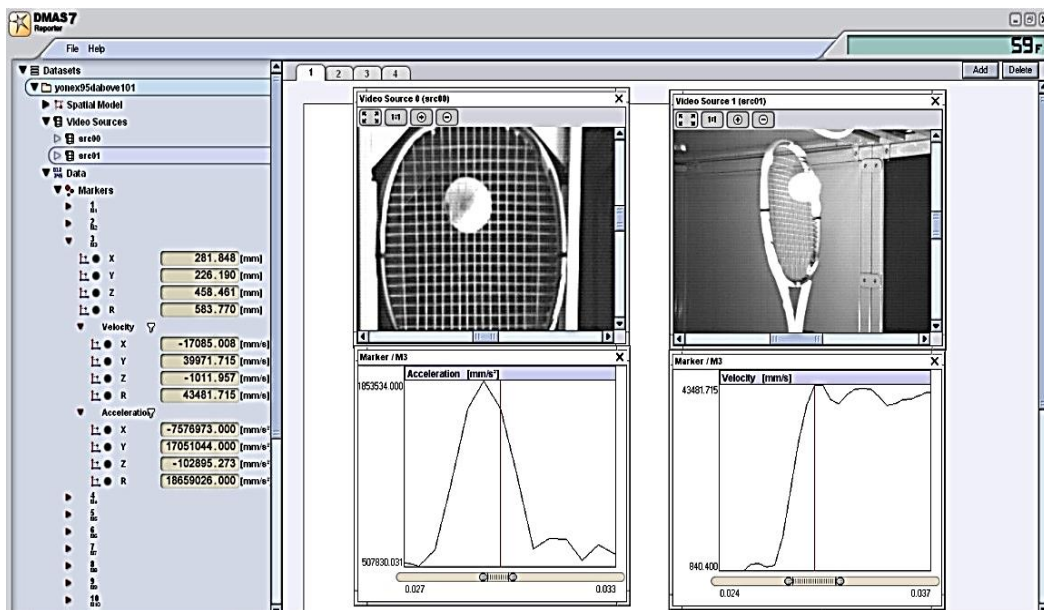 DMAS7
Reporter
File Help
59F
Datasets
yonex95dabove101
Spatial Model
Video Sources
src00
src01
Data
Markers
1
2
3
X 281.848 [mm]
Y 226.190 [mm]
Z 458.461 [mm]
R 583.770 [mm]
Velocity
X -17085.008 [mm/s]
Y 39971.715 [mm/s]
Z -1011.957 [mm/s]
R 43481.715 [mm/s]
Acceleration
X -7576973.000 [mm/s²
Y 17051044.000 [mm/s²
Z -102895.273 [mm/s²
R 18659026.000 [mm/s²
4
5
6
7
8
9
10
1 2 3 4
Add Delete
Video Source 0 (src00)
1:1
Video Source 1 (src01)
1:1
Marker / M3
Acceleration [mm/s²]
1853534.000
507830.031
0.027 0.033
Marker / M3
Velocity [mm/s]
43481.715
840.400
0.024 0.037